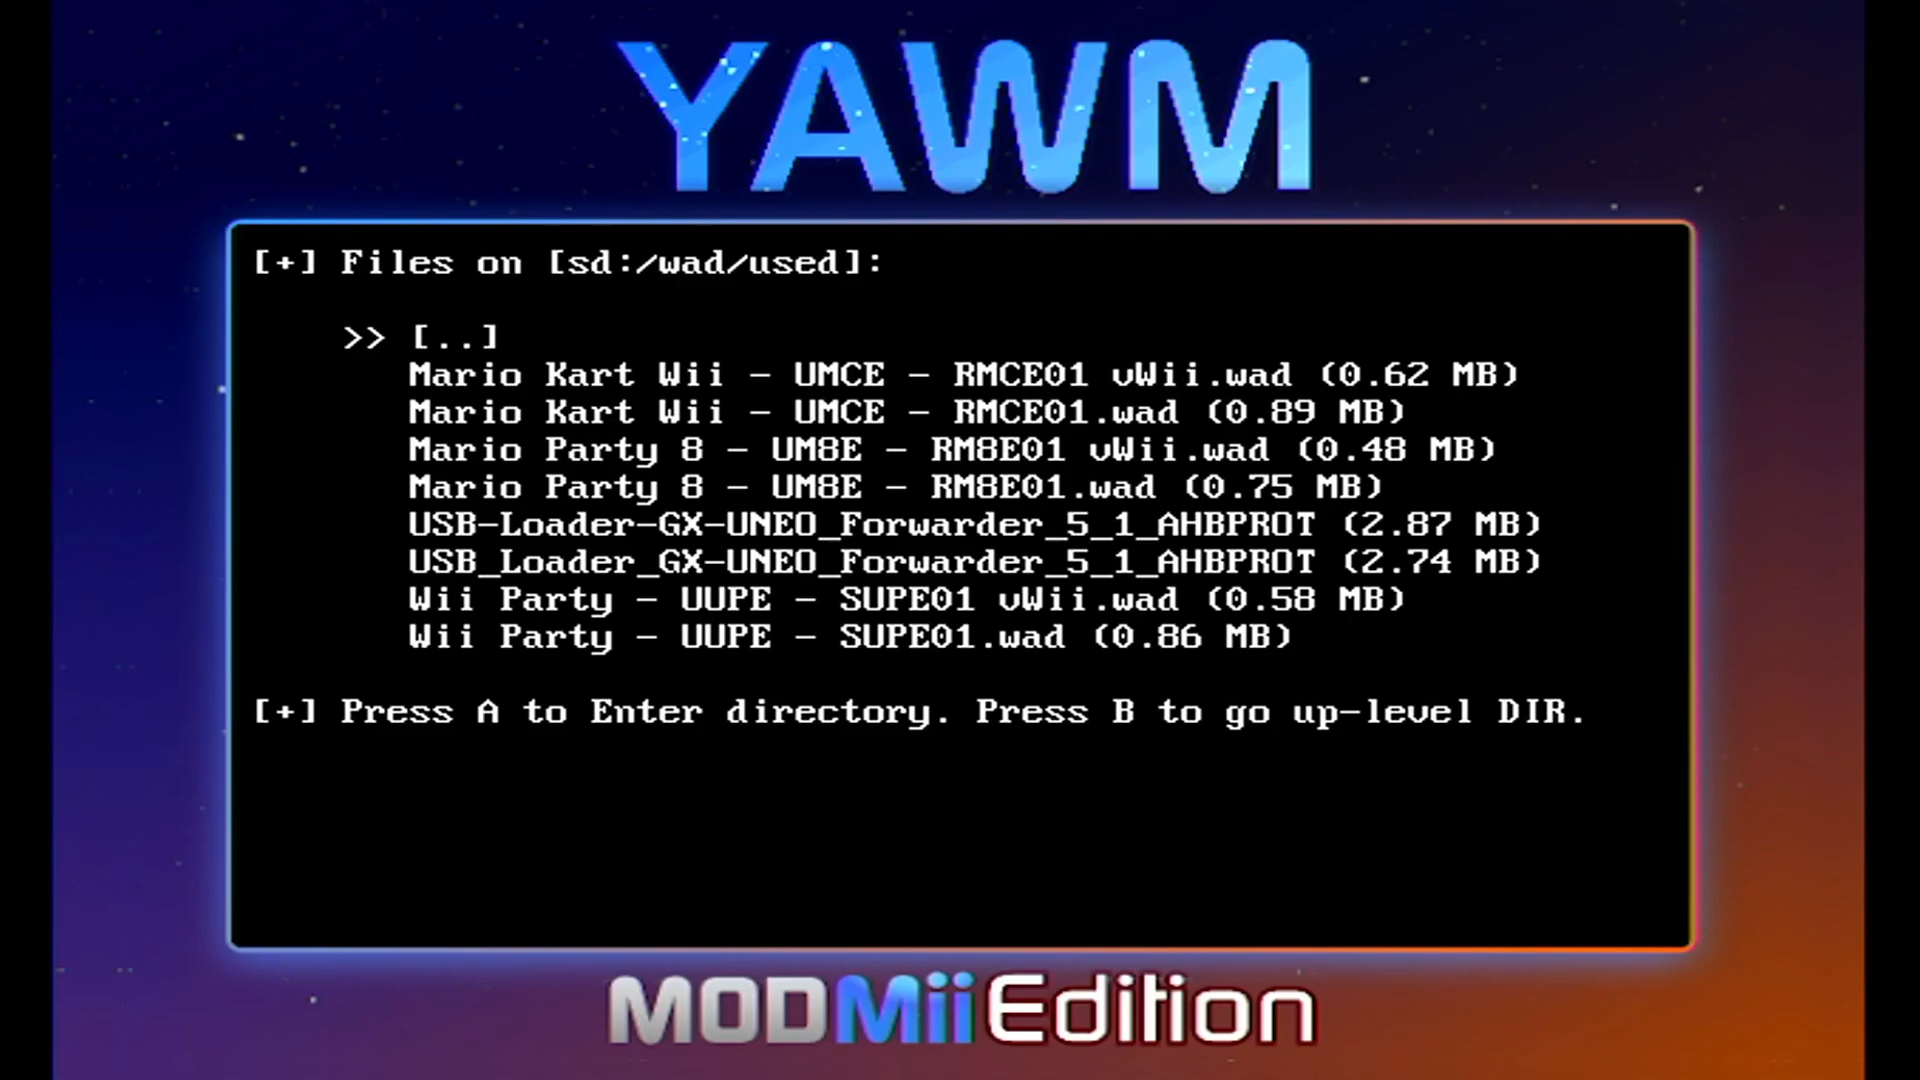 YAWM
[+] Files on [sd:/wad/used]:
>> [..]
Mario Kart Wii - UMCE - RMCE01 vWii.wad (0.62 MB)
Mario Kart Wii - UMCE - RMCE01.wad (0.89 MB)
Mario Party 8 - UM8E - RM8E01 vWii.wad (0.48 MB)
Mario Party 8 - UM8E - RM8E01.wad (0.75 MB)
USB-Loader-GX-UNEO_Forwarder_5_1_AHBPROT (2.87 MB)
USB_Loader_GX-UNEO_Forwarder_5_1_AHBPROT (2.74 MB)
Wii Party - UUPE - SUPE01 vWii.wad (0.58 MB)
Wii Party - UUPE - SUPE01.wad (0.86 MB)
[+] Press A to Enter directory. Press B to go up-level DIR.
MODMii Edition